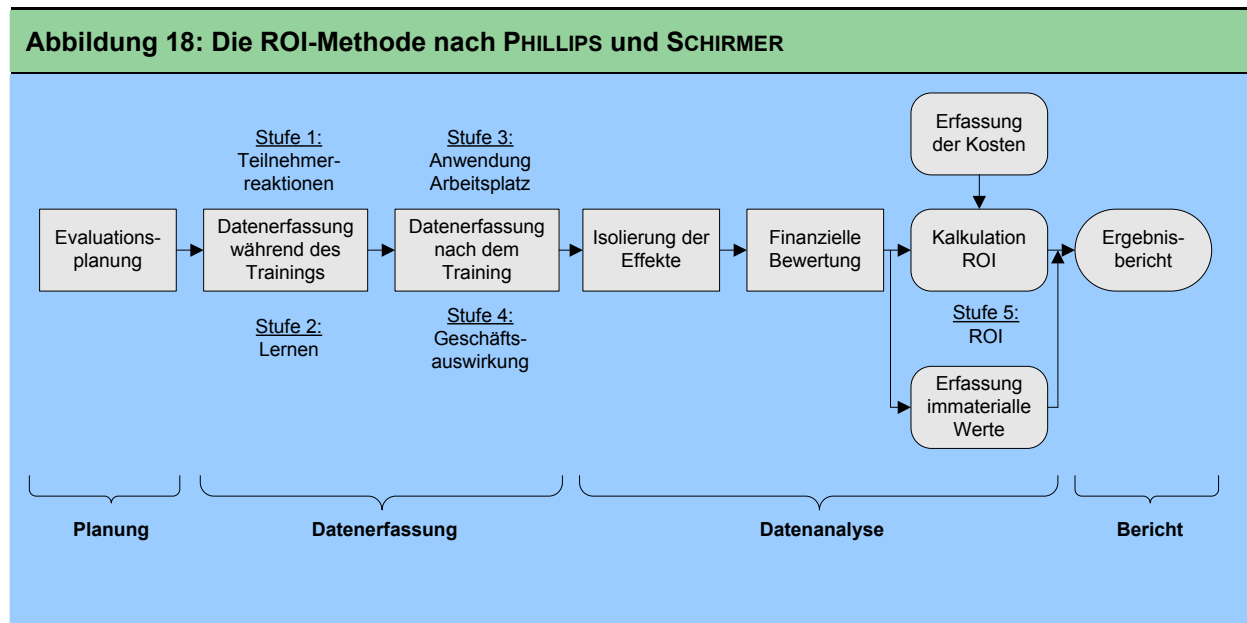 Abbildung 18: Die ROI-Methode nach PHILLIPS und SCHIRMER
Stufe 1:
Teilnehmer-
reaktionen
Stufe 3:
Anwendung
Arbeitsplatz
Erfassung
der Kosten
Evaluations-
planung
Datenerfassung
während des
Trainings
Datenerfassung
nach dem
Training
Isolierung der
Effekte
Finanzielle
Bewertung
Kalkulation
ROI
Ergebnis-
bericht
Stufe 2:
Lernen
Stufe 4:
Geschäfts-
auswirkung
Stufe 5:
ROI
Erfassung
immaterialle
Werte
Planung
Datenerfassung
Datenanalyse
Bericht